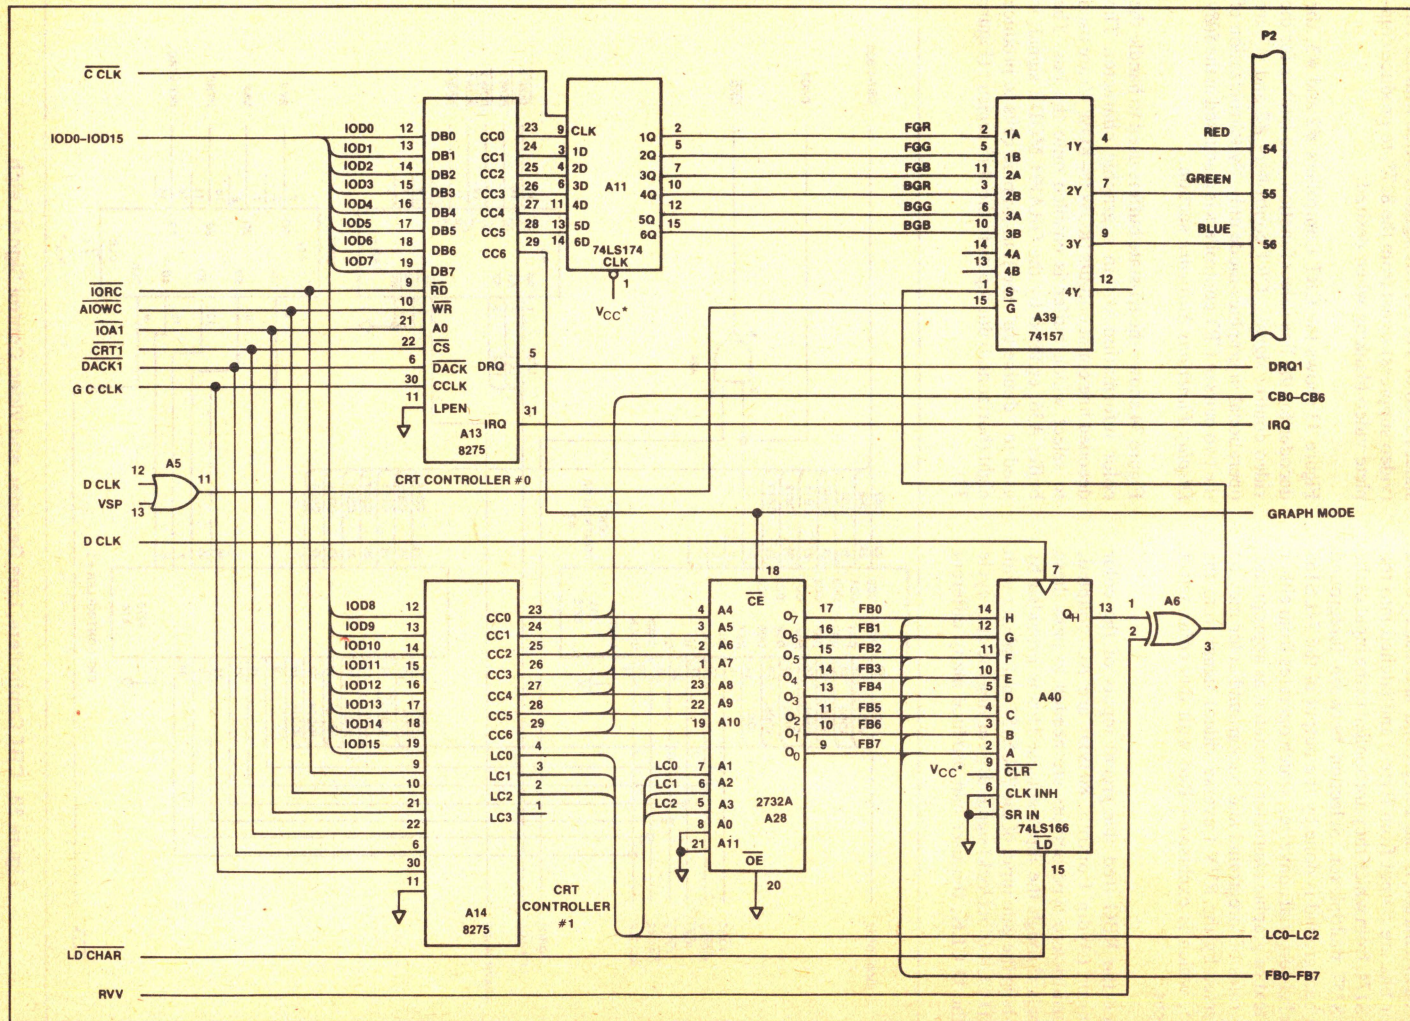 P2
C CLK
IOD0–IOD15
IOD0 12 DB0
IOD1 13 DB1
IOD2 14 DB2
IOD3 15 DB3
IOD4 16 DB4
IOD5 17 DB5
IOD6 18 DB6
IOD7 19 DB7
IORC 9 RD
AIOWC 10 WR
IOA1 21 A0
CRT1 22 CS
DACK1 6 DACK
G C CLK 30 CCLK
11 LPEN
CC0 23
CC1 24
CC2 25
CC3 26
CC4 27
CC5 28
CC6 29
DRQ 5
IRQ 31
A13
8275
CRT CONTROLLER #0
9 CLK
3 1D
4 2D
6 3D
11 4D
13 5D
14 6D
1Q 2
2Q 5
3Q 7
4Q 10
5Q 12
6Q 15
A11
74LS174
CLK
1
VCC*
FGR 2 1A
FGG 5 1B
FGB 11 2A
BGR 3 2B
BGG 6 3A
BGB 10 3B
14 4A
13 4B
1 S
15 G
1Y 4 RED 54
2Y 7 GREEN 55
3Y 9 BLUE 56
4Y 12
A39
74157
DRQ1
CB0–CB6
IRQ
GRAPH MODE
A5
D CLK 12
VSP 13
11
D CLK
IOD8 12
IOD9 13
IOD10 14
IOD11 15
IOD12 16
IOD13 17
IOD14 18
IOD15 19
9
10
21
22
6
30
11
CC0 23
CC1 24
CC2 25
CC3 26
CC4 27
CC5 28
CC6 29
LC0 4
LC1 3
LC2 2
LC3 1
A14
8275
CRT
CONTROLLER
#1
18
CE
4 A4
3 A5
2 A6
1 A7
23 A8
22 A9
19 A10
LC0 7 A1
LC1 6 A2
LC2 5 A3
8 A0
21 A11
2732A
A28
OE
20
O7 17 FB0
O6 16 FB1
O5 15 FB2
O4 14 FB3
O3 13 FB4
O2 11 FB5
O1 10 FB6
O0 9 FB7
7
14 H
12 G
11 F
10 E
5 D
4 C
3 B
2 A
VCC* 9 CLR
6 CLK INH
1 SR IN
QH 13
A40
74LS166
LD
15
A6
1
2
3
LD CHAR
RVV
LC0–LC2
FB0–FB7